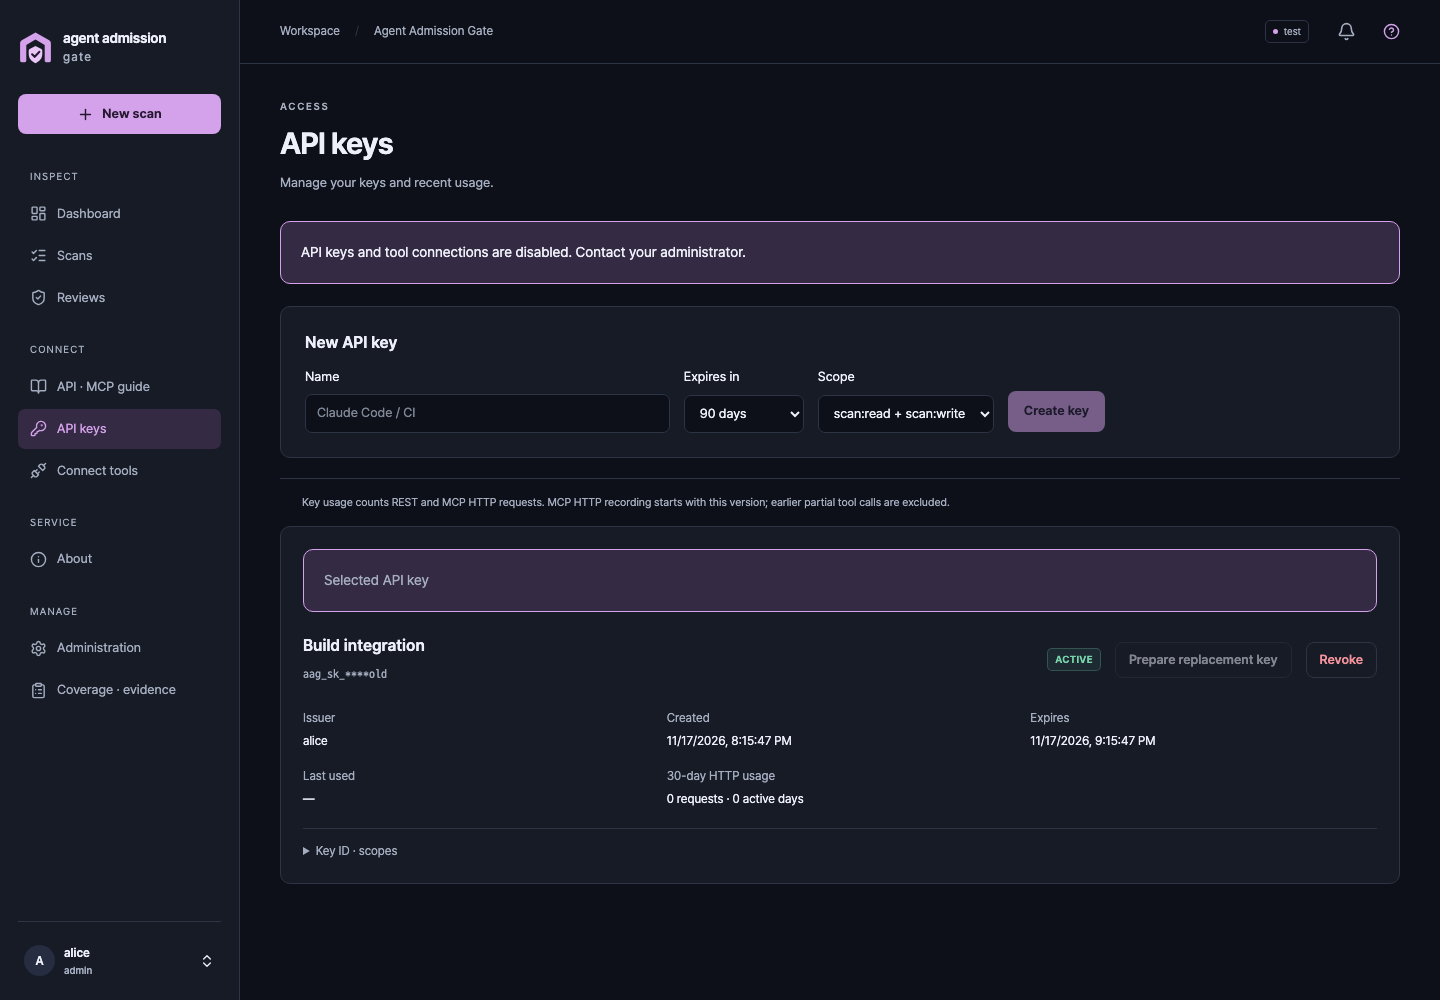 agent admission
gate
New scan
INSPECT
Dashboard
Scans
Reviews
CONNECT
API · MCP guide
API keys
Connect tools
SERVICE
About
MANAGE
Administration
Coverage · evidence
A
alice
admin
Workspace / Agent Admission Gate
test
ACCESS
API keys
Manage your keys and recent usage.
API keys and tool connections are disabled. Contact your administrator.
New API key
Name
Claude Code / CI
Expires in
90 days
Scope
scan:read + scan:write
Create key
Key usage counts REST and MCP HTTP requests. MCP HTTP recording starts with this version; earlier partial tool calls are excluded.
Selected API key
Build integration
aag_sk_****old
ACTIVE
Prepare replacement key
Revoke
Issuer
alice
Created
11/17/2026, 8:15:47 PM
Expires
11/17/2026, 9:15:47 PM
Last used
—
30-day HTTP usage
0 requests · 0 active days
Key ID · scopes